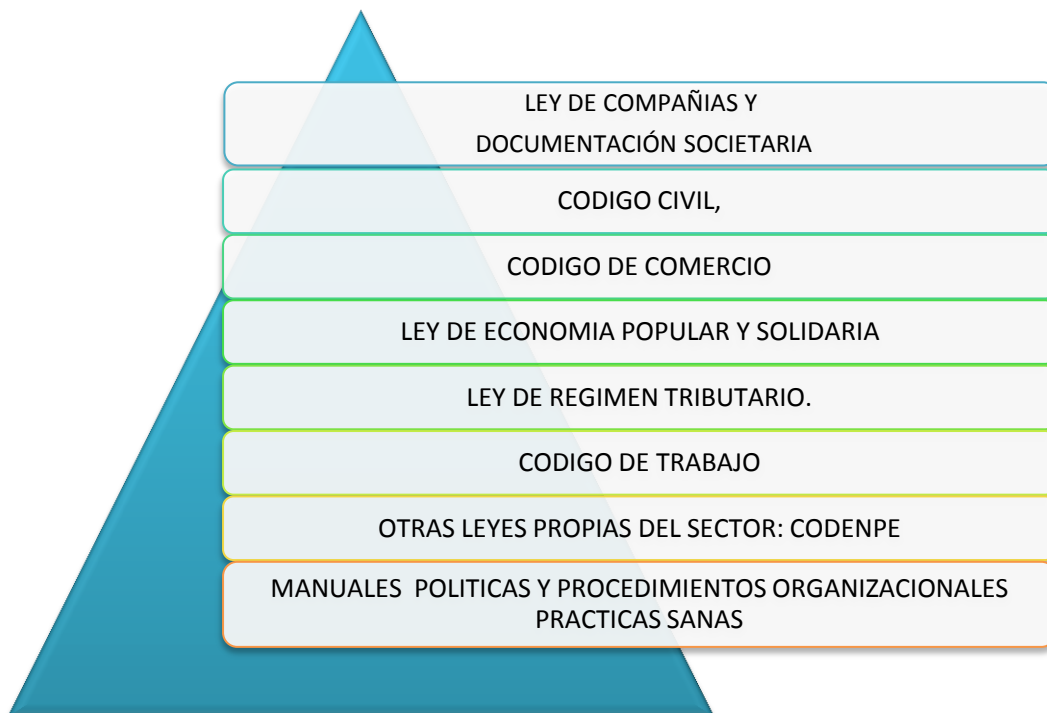 LEY DE COMPAÑIAS Y
DOCUMENTACIÓN SOCIETARIA
CODIGO CIVIL,
CODIGO DE COMERCIO
LEY DE ECONOMIA POPULAR Y SOLIDARIA
LEY DE REGIMEN TRIBUTARIO.
CODIGO DE TRABAJO
OTRAS LEYES PROPIAS DEL SECTOR: CODENPE
MANUALES  POLITICAS Y PROCEDIMIENTOS ORGANIZACIONALES
PRACTICAS SANAS